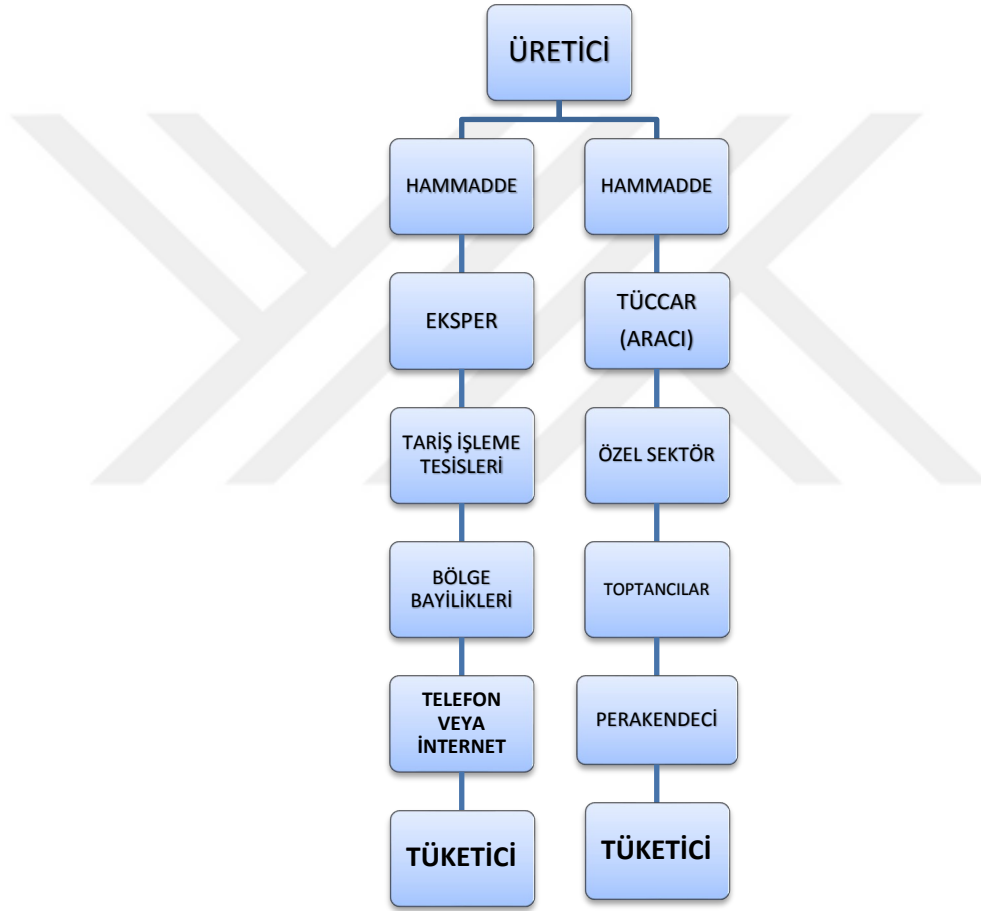 ÜRETİCİ
HAMMADDE
EKSPER
TARİŞ İŞLEME
TESİSLERİ
BÖLGE
BAYİLİKLERİ
TELEFON
VEYA
İNTERNET
TÜKETİCİ
HAMMADDE
TÜCCAR
(ARACI)
ÖZEL SEKTÖR
TOPTANCILAR
PERAKENDECİ
TÜKETİCİ